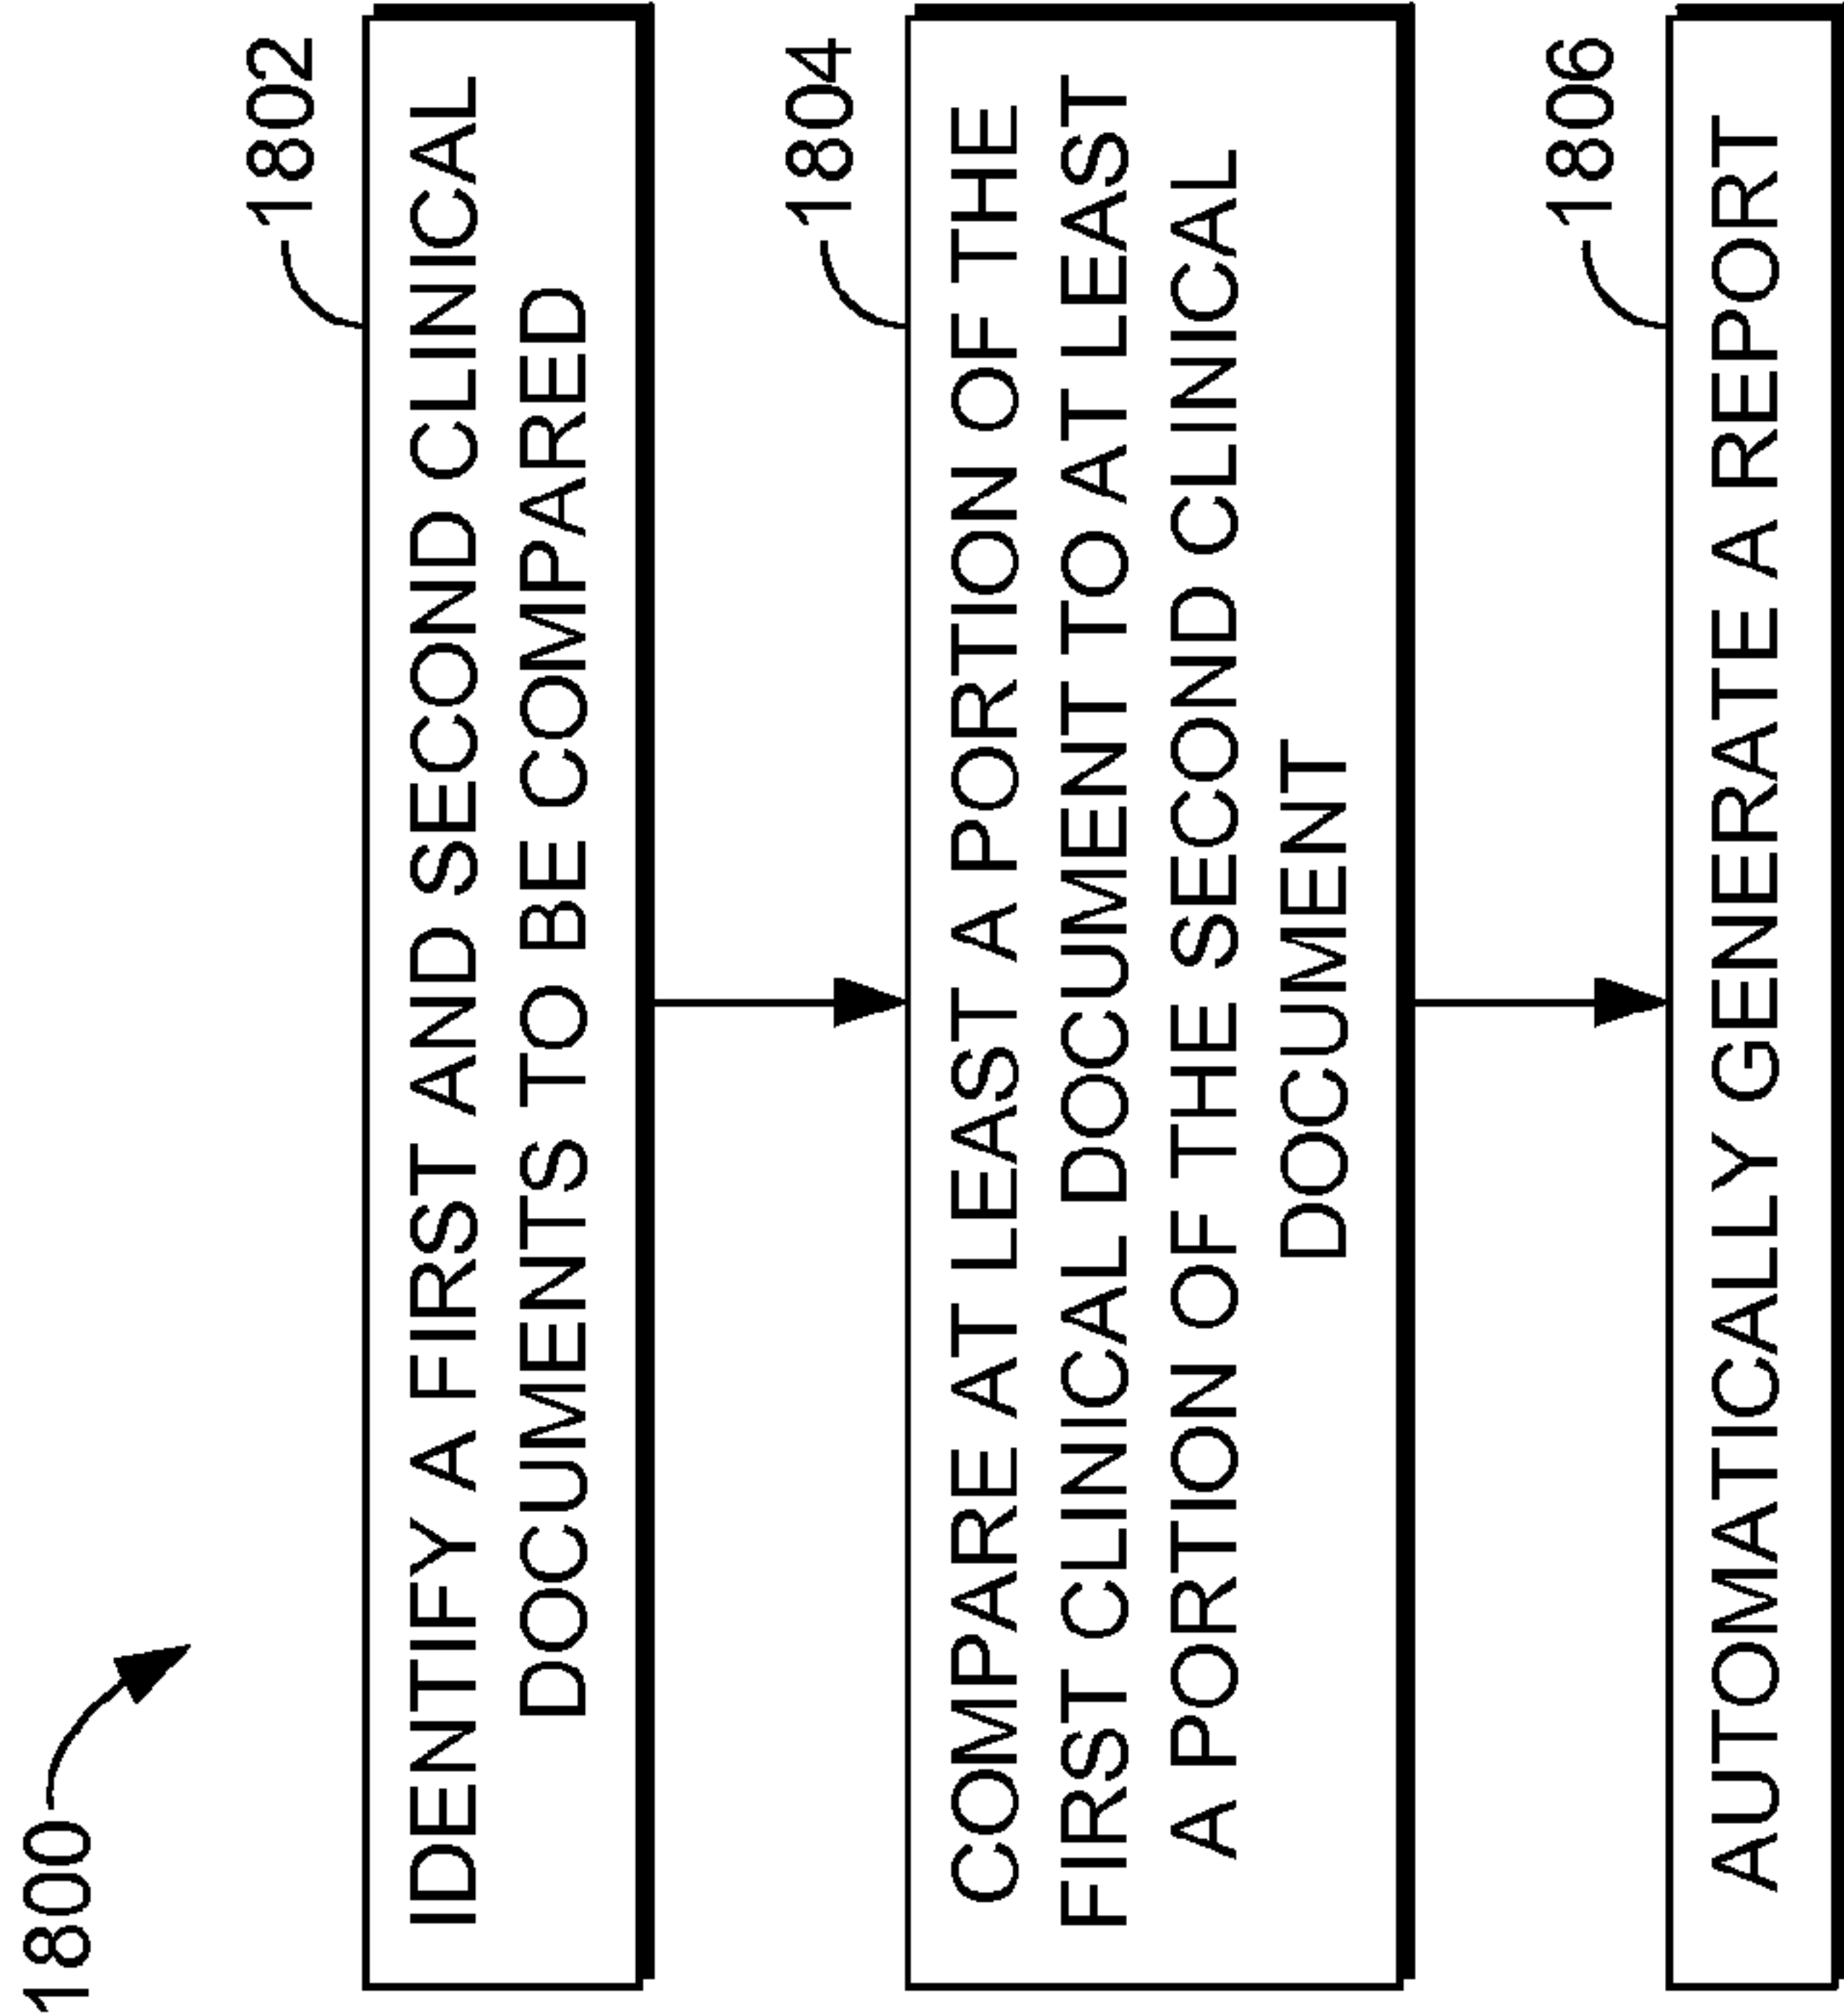 1800
1802
IDENTIFY A FIRST AND SECOND CLINICAL
DOCUMENTS TO BE COMPARED
1804
COMPARE AT LEAST A PORTION OF THE
FIRST CLINICAL DOCUMENT TO AT LEAST
A PORTION OF THE SECOND CLINICAL
DOCUMENT
1806
AUTOMATICALLY GENERATE A REPORT